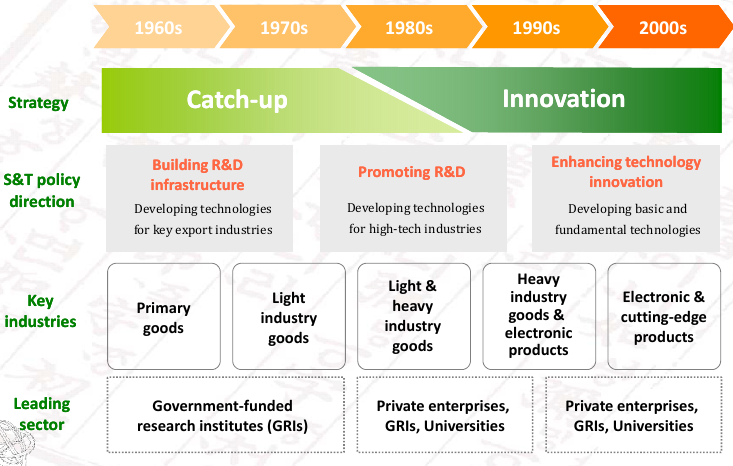 1960s 1970s 1980s 1990s 2000s
Strategy
Catch-up
Innovation
S&T policy
direction
Building R&D
infrastructure
Developing technologies
for key export industries
Promoting R&D
Developing technologies
for high-tech industries
Enhancing technology
innovation
Developing basic and
fundamental technologies
Key
industries
Primary
goods
Light
industry
goods
Light &
heavy
industry
goods
Heavy
industry
goods &
electronic
products
Electronic &
cutting-edge
products
Leading
sector
Government-funded
research institutes (GRIs)
Private enterprises,
GRIs, Universities
Private enterprises,
GRIs, Universities